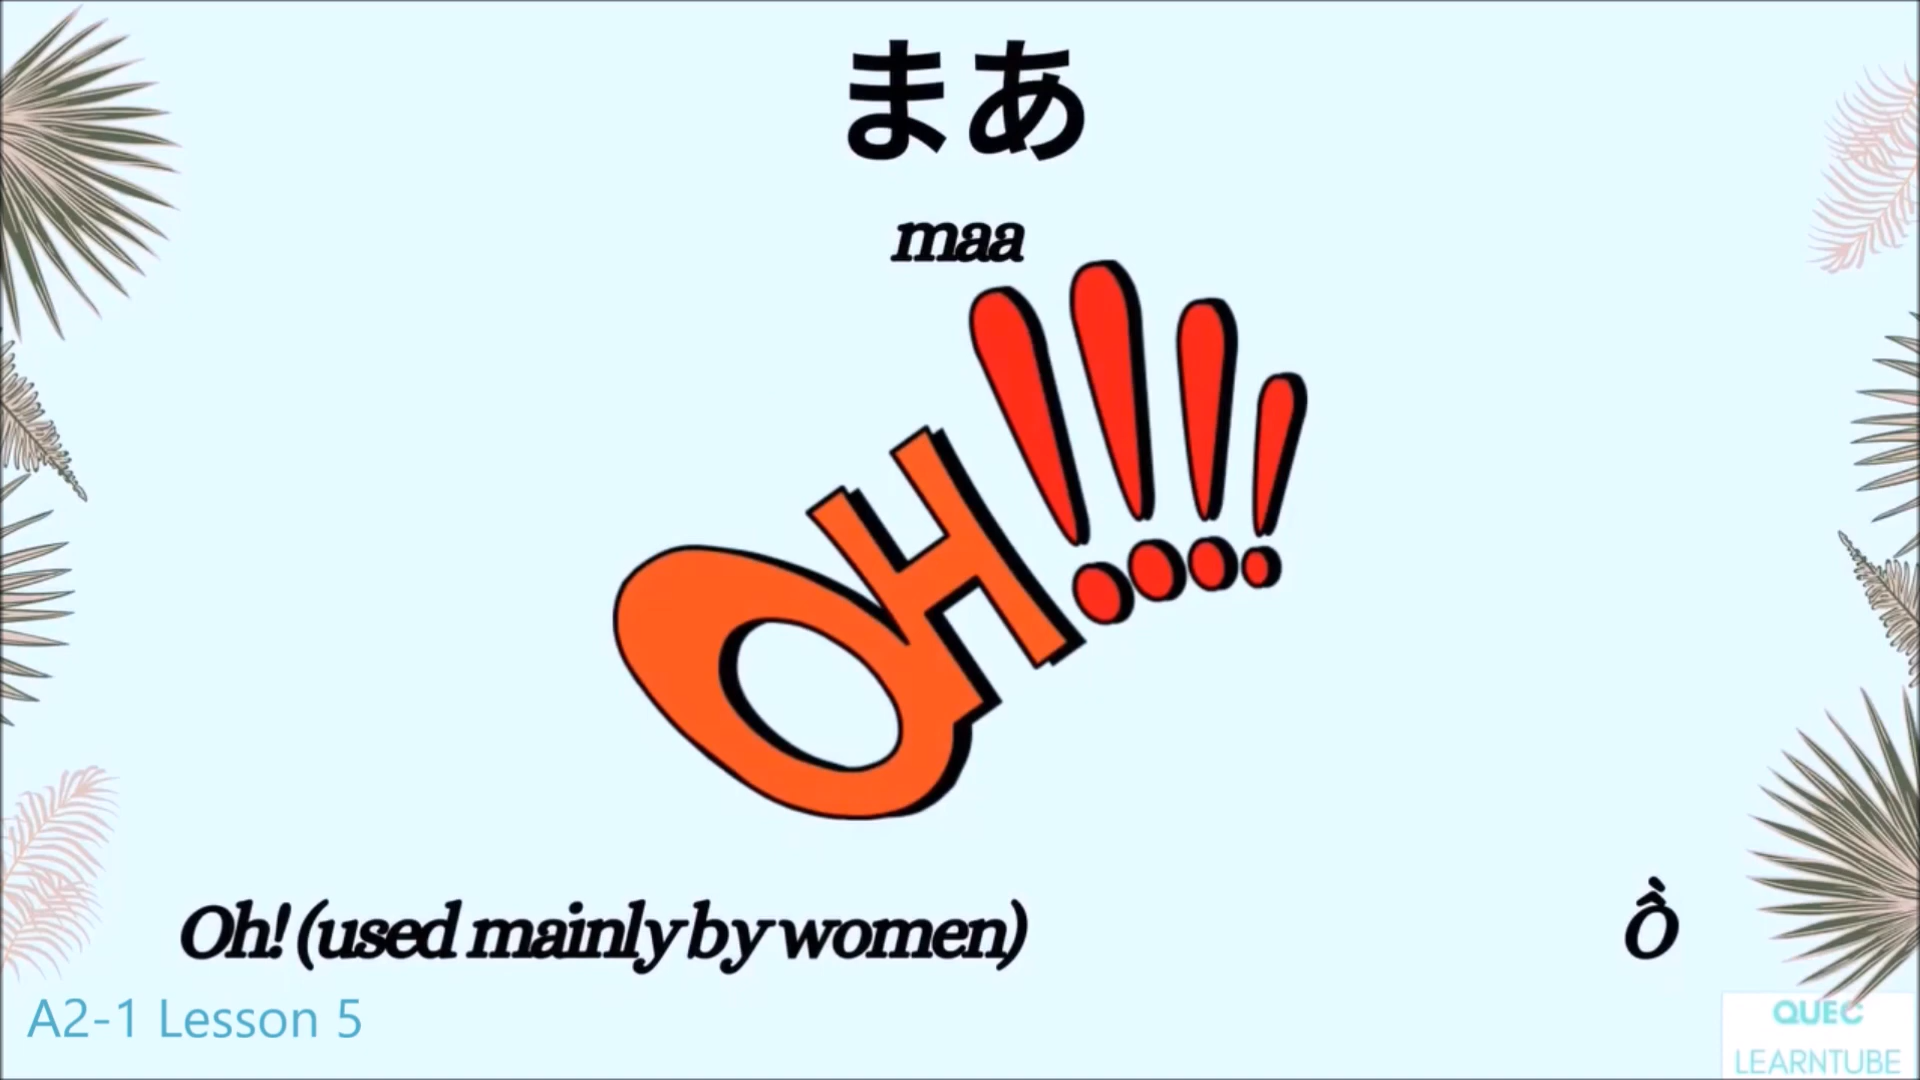 まあ
maa
OH!!!!
Oh! (used mainly by women)
Ồ
A2-1 Lesson 5
QUEC
LEARNTUBE